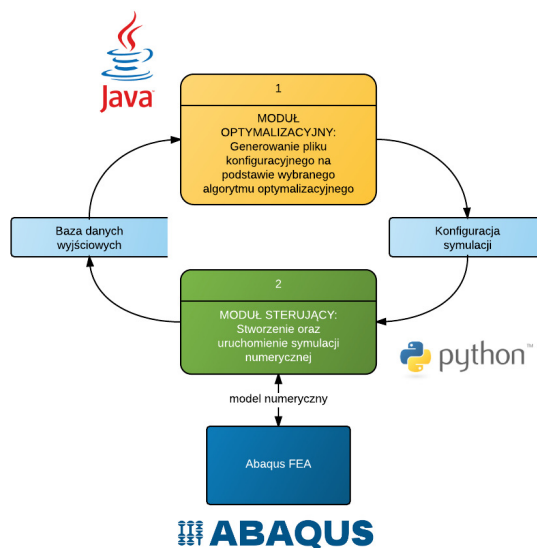 Java
1
MODUŁ
OPTYMALIZACYJNY:
Generowanie pliku
konfiguracyjnego na
podstawie wybranego
algorytmu optymalizacyjnego
Baza danych
wyjściowych
Konfiguracja
symulacji
2
MODUŁ STERUJĄCY:
Stworzenie oraz
uruchomienie symulacji
numerycznej
python™
model numeryczny
Abaqus FEA
ABAQUS